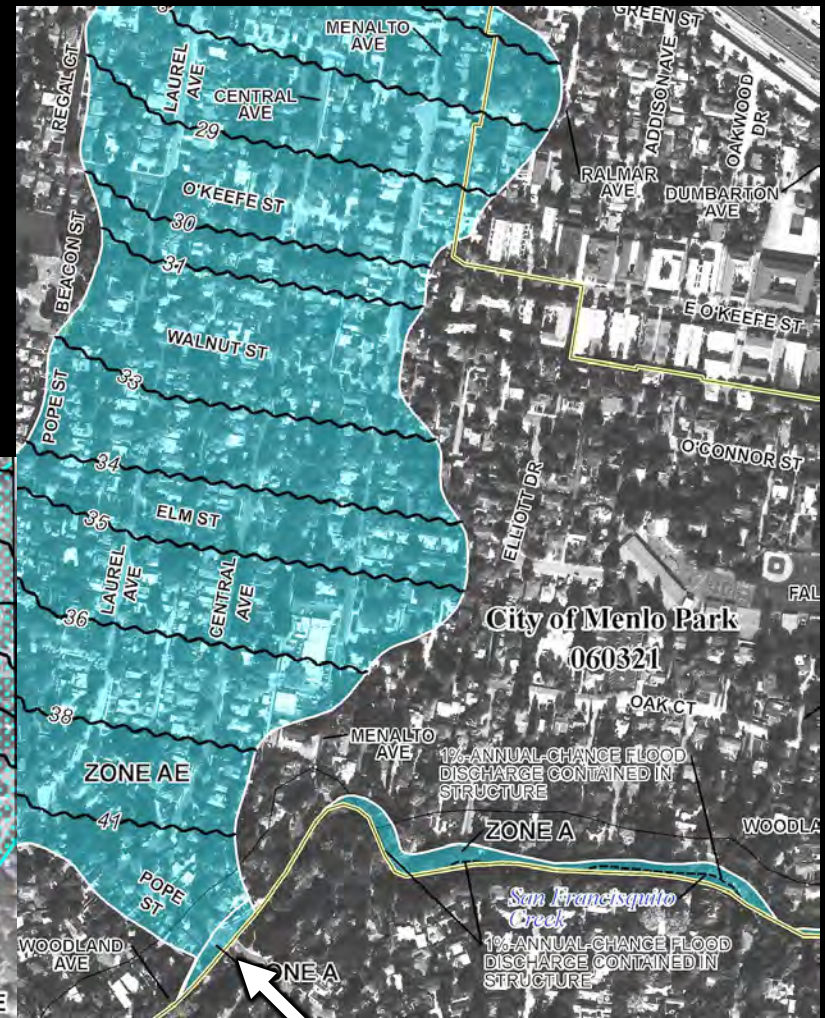 GREEN ST
MENALTO
AVE
REGAL CT
LAUREL
AVE
CENTRAL
AVE
ADDISON AVE
OAKWOOD
DR
29
RALMAR
AVE
DUMBARTON
AVE
O'KEEFE ST
30
BEACON ST
31
E O'KEEFE ST
WALNUT ST
33
POPE ST
O'CONNOR ST
34
ELLIOTT DR
35
ELM ST
LAUREL
AVE
CENTRAL
AVE
FAL
36
City of Menlo Park
060321
OAK CT
38
MENALTO
AVE
1%-ANNUAL-CHANCE FLOOD
DISCHARGE CONTAINED IN
STRUCTURE
ZONE AE
41
ZONE A
WOODLA
POPE
ST
San Francisquito
Creek
WOODLAND
AVE
1%-ANNUAL-CHANCE FLOOD
DISCHARGE CONTAINED IN
STRUCTURE
ONE A
E